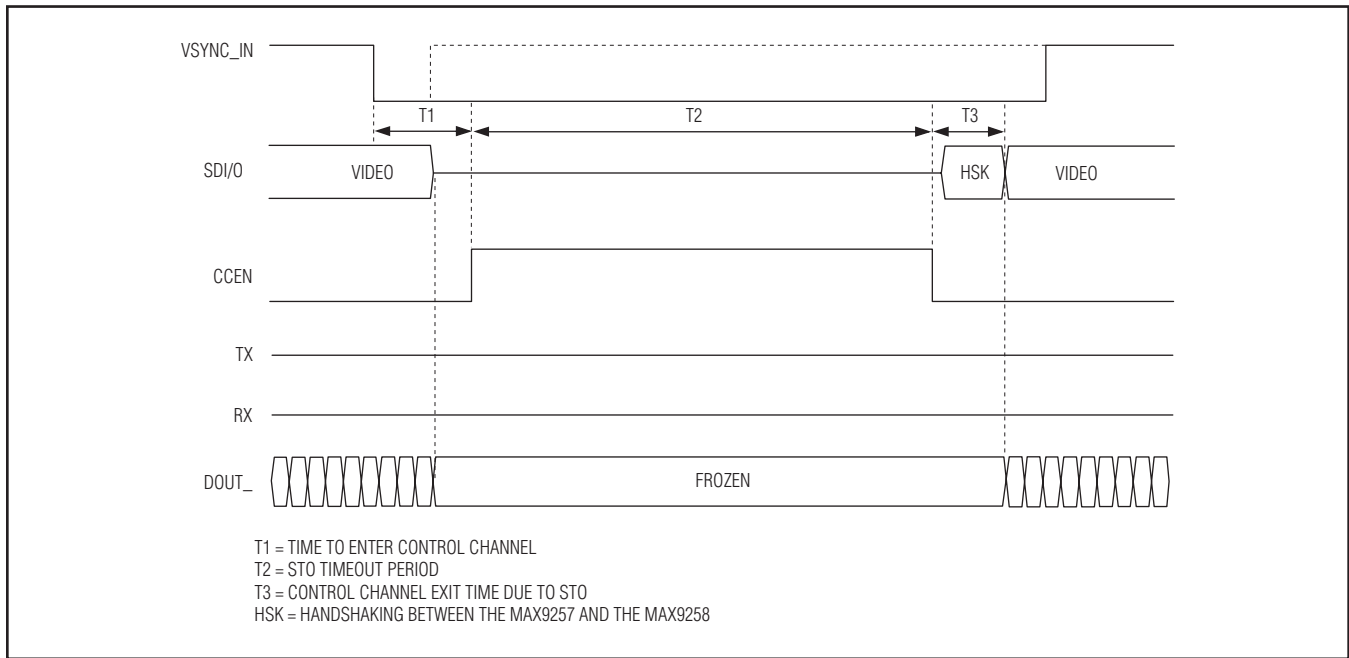 VSYNC_IN
T1 T2 T3
SDI/O VIDEO HSK VIDEO
CCEN
TX
RX
DOUT_ FROZEN
T1 = TIME TO ENTER CONTROL CHANNEL
T2 = STO TIMEOUT PERIOD
T3 = CONTROL CHANNEL EXIT TIME DUE TO STO
HSK = HANDSHAKING BETWEEN THE MAX9257 AND THE MAX9258